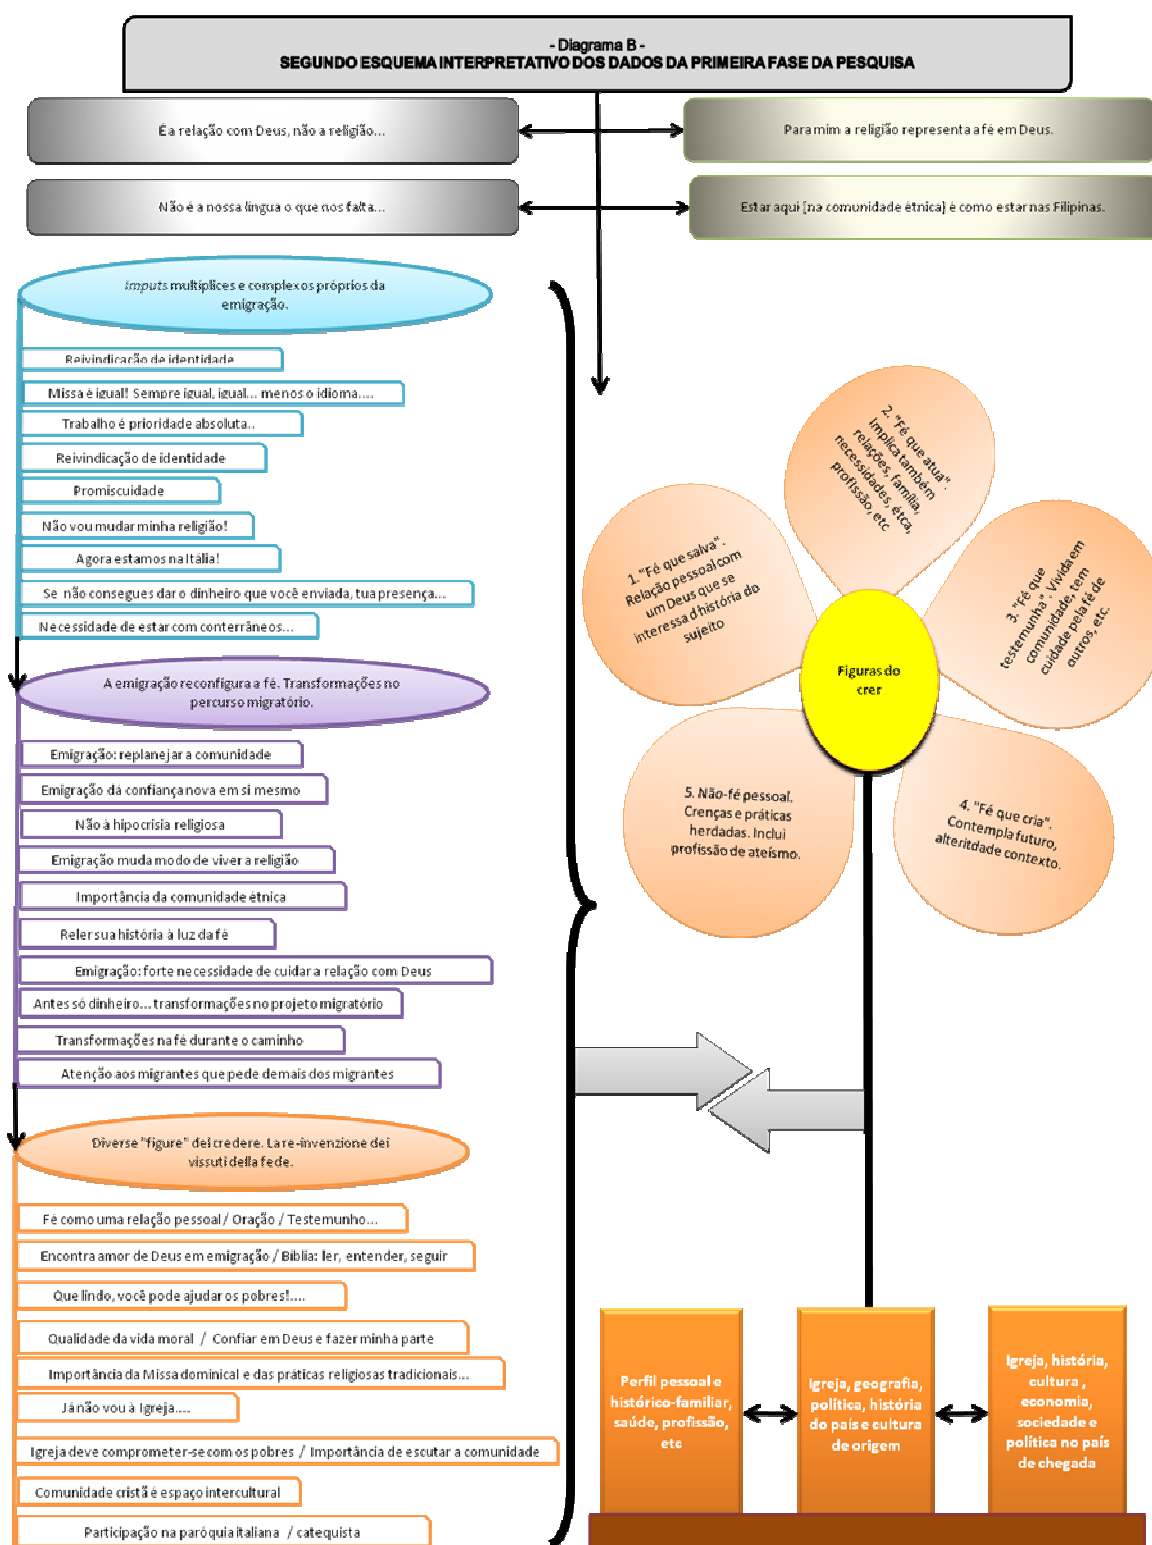 - Diagrama B -
SEGUNDO ESQUEMA INTERPRETATIVO DOS DADOS DA PRIMEIRA FASE DA PESQUISA
É a relação com Deus, não a religião...
Para mim a religião representa a fé em Deus.
Não é a nossa língua o que nos falta...
Estar aqui [na comunidade étnica] é como estar nas Filipinas.
Imputs multíplices e complexos próprios da
emigração.
Reivindicação de identidade
Missa é igual! Sempre igual, igual... menos o idioma....
Trabalho é prioridade absoluta..
Reivindicação de identidade
Promiscuidade
Não vou mudar minha religião!
Agora estamos na Itália!
Se não consegues dar o dinheiro que você enviada, tua presença...
Necessidade de estar com conterrâneos...
A emigração reconfigura a fé. Transformações no
percurso migratório.
Emigração: replanejar a comunidade
Emigração dá confiança nova em si mesmo
Não à hipocrisia religiosa
Emigração muda modo de viver a religião
Importância da comunidade étnica
Reler sua história à luz da fé
Emigração: forte necessidade de cuidar a relação com Deus
Antes só dinheiro... transformações no projeto migratório
Transformações na fé durante o caminho
Atenção aos migrantes que pede demais dos migrantes
Diverse "figure" del credere. La re-invenzione dei
vissuti della fede.
Fé como uma relação pessoal / Oração / Testemunho...
Encontra amor de Deus em emigração / Bíblia: ler, entender, seguir
Que lindo, você pode ajudar os pobres!....
Qualidade da vida moral / Confiar em Deus e fazer minha parte
Importância da Missa dominical e das práticas religiosas tradicionais...
Já não vou à Igreja....
Igreja deve comprometer-se com os pobres / Importância de escutar a comunidade
Comunidade cristã é espaço intercultural
Participação na paróquia italiana / catequista
1. "Fé que salva".
Relação pessoal com
um Deus que se
interessa d história do
sujeito
2. "Fé que atua".
Implica também
relações, família,
necessidades, étca,
profissão, etc
3. "Fé que
testemunha". Vivida em
comunidade, tem
cuidade pela fé de
outros, etc.
4. "Fé que cria".
Contempla futuro,
alteritdade contexto.
5. Não-fé pessoal.
Crenças e práticas
herdadas. Inclui
profissão de ateísmo.
Figuras do
crer
Perfil pessoal e
histórico-familiar,
saúde, profissão,
etc
Igreja, geografia,
política, história
do país e cultura
de origem
Igreja, história,
cultura ,
economia,
sociedade e
política no país
de chegada